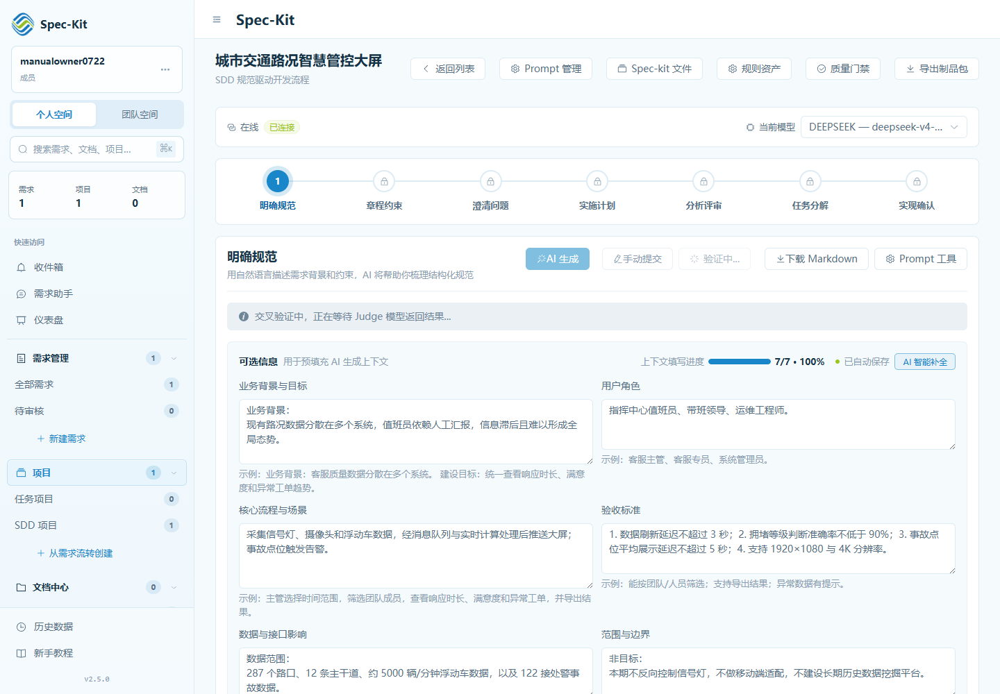 Spec-Kit
manualowner0722
成员
个人空间
团队空间
搜索需求、文档、项目...
⌘K
需求
项目
文档
1
1
0
快速访问
收件箱
需求助手
仪表盘
需求管理
1
全部需求
1
待审核
0
+ 新建需求
项目
1
任务项目
0
SDD 项目
1
+ 从需求流转创建
文档中心
0
历史数据
新手教程
v2.5.0
Spec-Kit
城市交通路况智慧管控大屏
SDD 规范驱动开发流程
返回列表
Prompt 管理
Spec-kit 文件
规则资产
质量门禁
导出制品包
在线
已连接
当前模型
DEEPSEEK — deepseek-v4-...
1
明确规范
章程约束
澄清问题
实施计划
分析评审
任务分解
实现确认
明确规范
用自然语言描述需求背景和约束，AI 将帮助你梳理结构化规范
AI 生成
手动提交
验证中...
下载 Markdown
Prompt 工具
交叉验证中，正在等待 Judge 模型返回结果...
可选信息 用于预填充 AI 生成上下文
上下文填写进度
7/7 • 100%
已自动保存
AI 智能补全
业务背景与目标
业务背景：
现有路况数据分散在多个系统，值班员依赖人工汇报，信息滞后且难以形成全
局态势。
示例：业务背景：客服质量数据分散在多个系统。 建设目标：统一查看响应时长、满意
度和异常工单趋势。
用户角色
指挥中心值班员、带班领导、运维工程师。
示例：客服主管、客服专员、系统管理员。
核心流程与场景
采集信号灯、摄像头和浮动车数据，经消息队列与实时计算处理后推送大屏；
事故点位触发告警。
示例：主管选择时间范围，筛选团队成员，查看响应时长、满意度和异常工单，并导出结
果。
验收标准
1. 数据刷新延迟不超过 3 秒；2. 拥堵等级判断准确率不低于 90%；3. 事故点
位平均展示延迟不超过 5 秒；4. 支持 1920×1080 与 4K 分辨率。
示例：能按团队/人员筛选；支持导出结果；异常数据有提示。
数据与接口影响
数据范围：
287 个路口、12 条主干道、约 5000 辆/分钟浮动车数据，以及 122 接处警事
故数据。
范围与边界
非目标：
本期不反向控制信号灯，不做移动端适配，不建设长期历史数据挖掘平台。